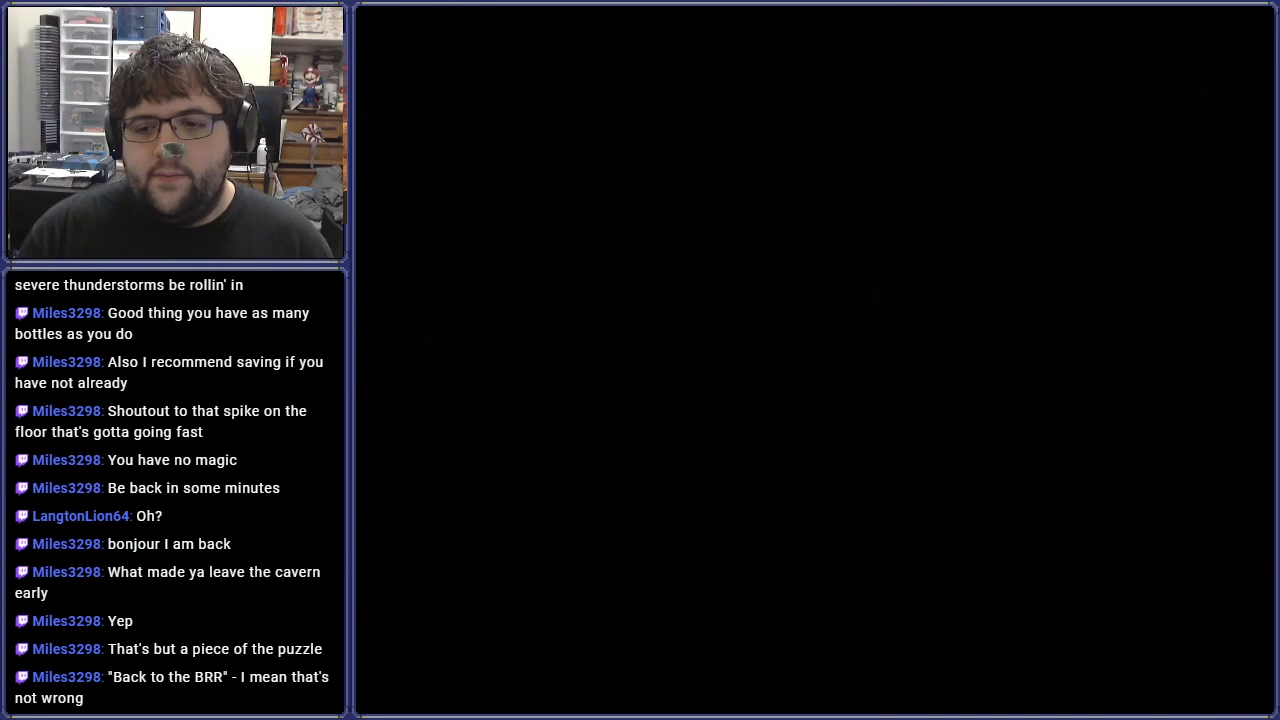 severe thunderstorms be rollin' in
Miles3298: Good thing you have as many
bottles as you do
Miles3298: Also I recommend saving if you
have not already
Miles3298: Shoutout to that spike on the
floor that's gotta going fast
Miles3298: You have no magic
Miles3298: Be back in some minutes
LangtonLion64: Oh?
Miles3298: bonjour I am back
Miles3298: What made ya leave the cavern
early
Miles3298: Yep
Miles3298: That's but a piece of the puzzle
Miles3298: "Back to the BRR" - I mean that's
not wrong